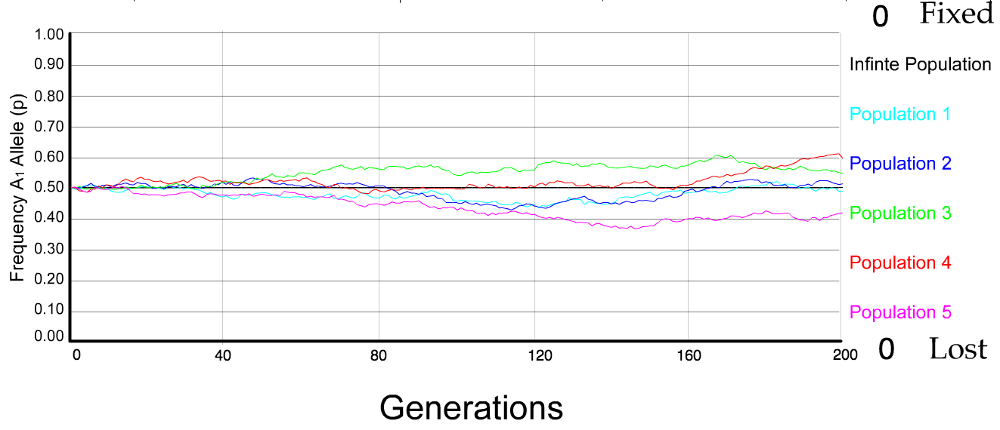 0 Fixed
1.00
0.90
0.80
0.70
0.60
0.50
0.40
0.30
0.20
0.10
0.00
Frequency A1 Allele (p)
Infinte Population
Population 1
Population 2
Population 3
Population 4
Population 5
0 40 80 120 160 200
0 Lost
Generations